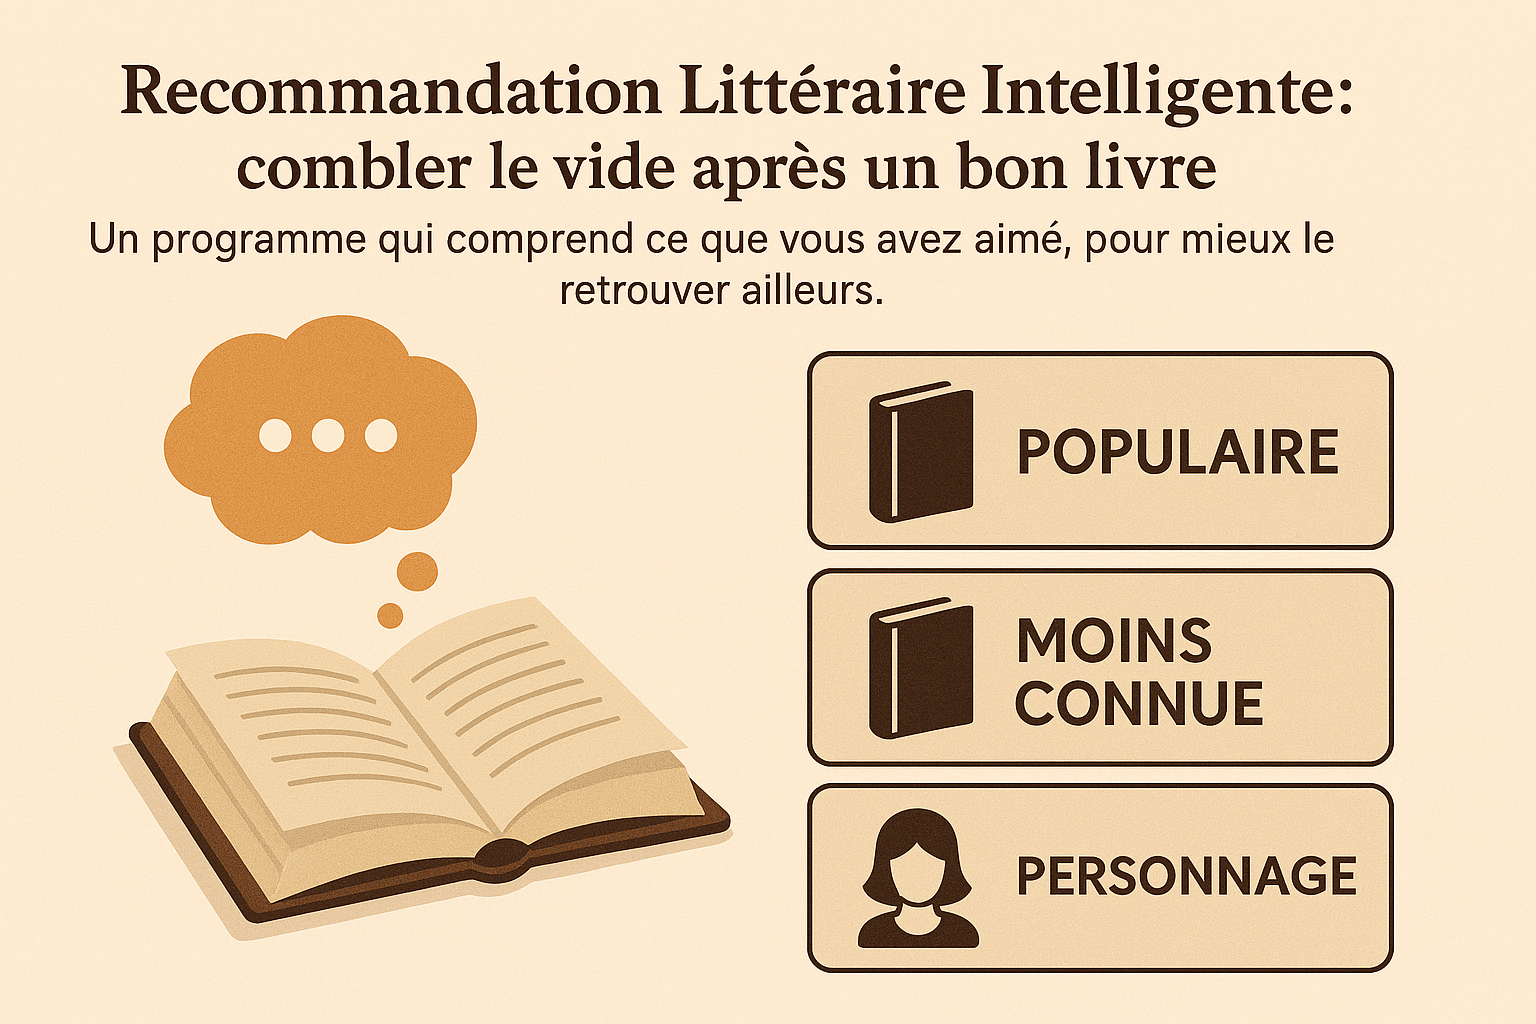 Recommandation Littéraire Intelligente:
combler le vide après un bon livre
Un programme qui comprend ce que vous avez aimé, pour mieux le
retrouver ailleurs.
POPULAIRE
MOINS
CONNUE
PERSONNAGE